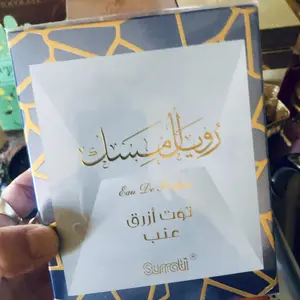 رويال مسك
Eau De Parfum
توت أزرق
عنب
Surrati